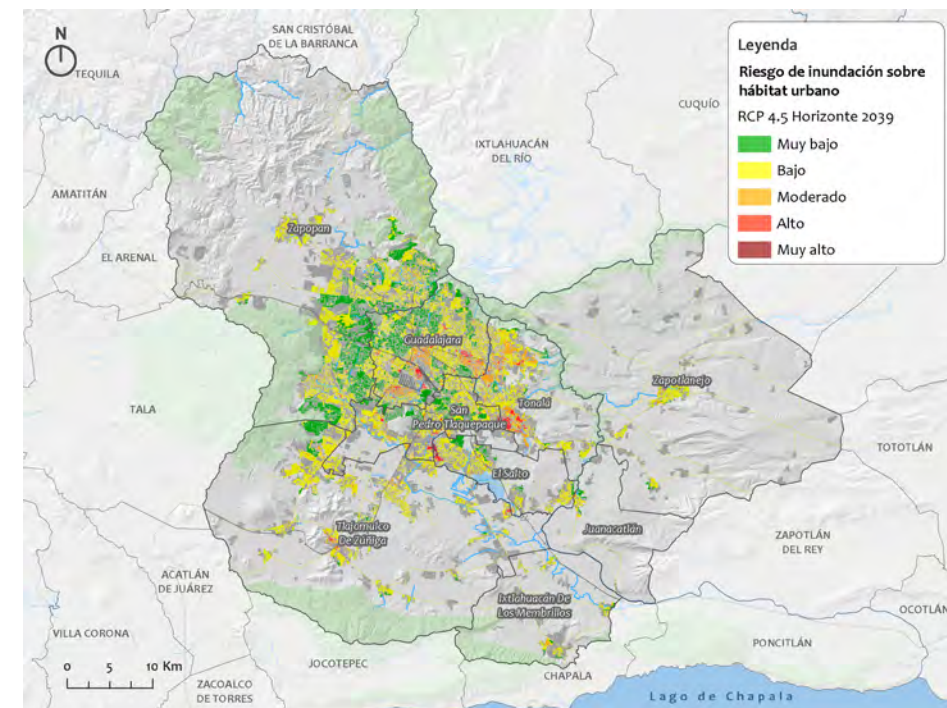 SAN CRISTÓBAL
DE LA BARRANCA
N
TEQUILA
Leyenda
Riesgo de inundación sobre
hábitat urbano
RCP 4.5 Horizonte 2039
Muy bajo
Bajo
Moderado
Alto
Muy alto
CUQUÍO
IXTLAHUACÁN
DEL RÍO
AMATITÁN
Zapopan
EL ARENAL
Guadalajara
Zapotlanejo
TALA
Tonalá
San
Pedro Tlaquepaque
TOTOTLÁN
El Salto
Tlajomulco
De Zúñiga
Juanacatlán
ZAPOTLÁN
DEL REY
ACATLÁN
DE JUÁREZ
Ixtlahuacán De
Los Membrillos
OCOTLÁN
VILLA CORONA
PONCITLÁN
0 5 10 Km
JOCOTEPEC
CHAPALA
ZACOALCO
DE TORRES
Lago de Chapala